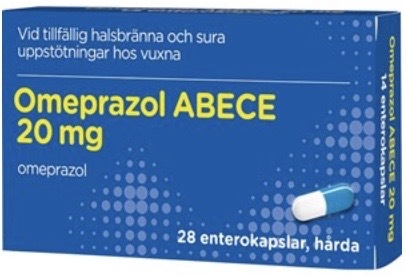 Vid tillfällig halsbränna och sura
uppstötningar hos vuxna
Omeprazol ABECE
20 mg
omeprazol
28 enterokapslar, hårda
Omeprazol ABECE 20 mg
14 enterokapslar